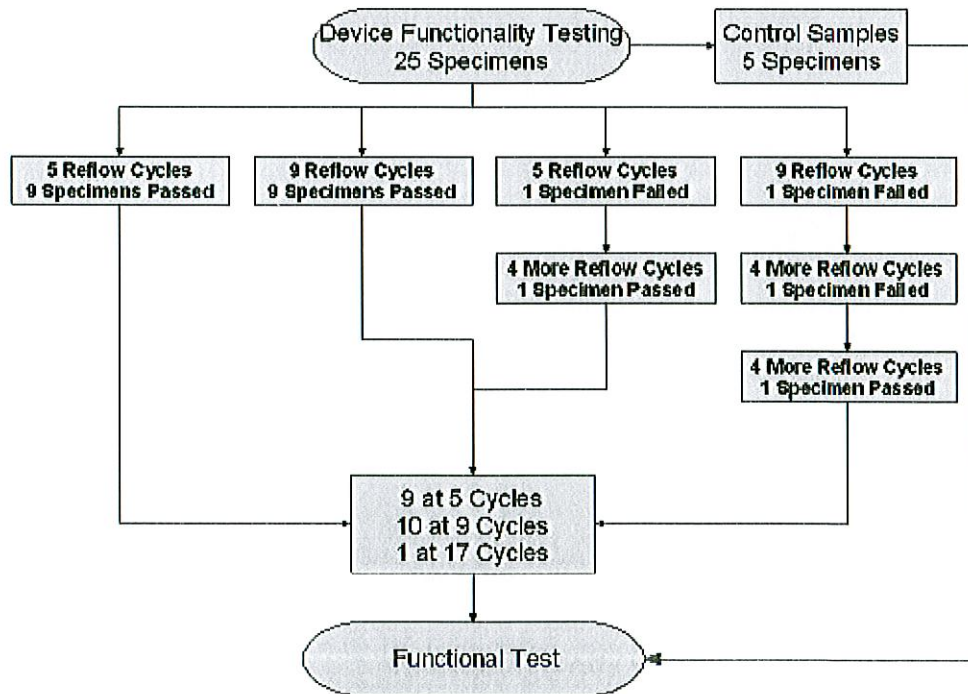 Device Functionality Testing
25 Specimens
Control Samples
5 Specimens
5 Reflow Cycles
9 Specimens Passed
9 Reflow Cycles
9 Specimens Passed
5 Reflow Cycles
1 Specimen Failed
9 Reflow Cycles
1 Specimen Failed
4 More Reflow Cycles
1 Specimen Passed
4 More Reflow Cycles
1 Specimen Failed
4 More Reflow Cycles
1 Specimen Passed
9 at 5 Cycles
10 at 9 Cycles
1 at 17 Cycles
Functional Test